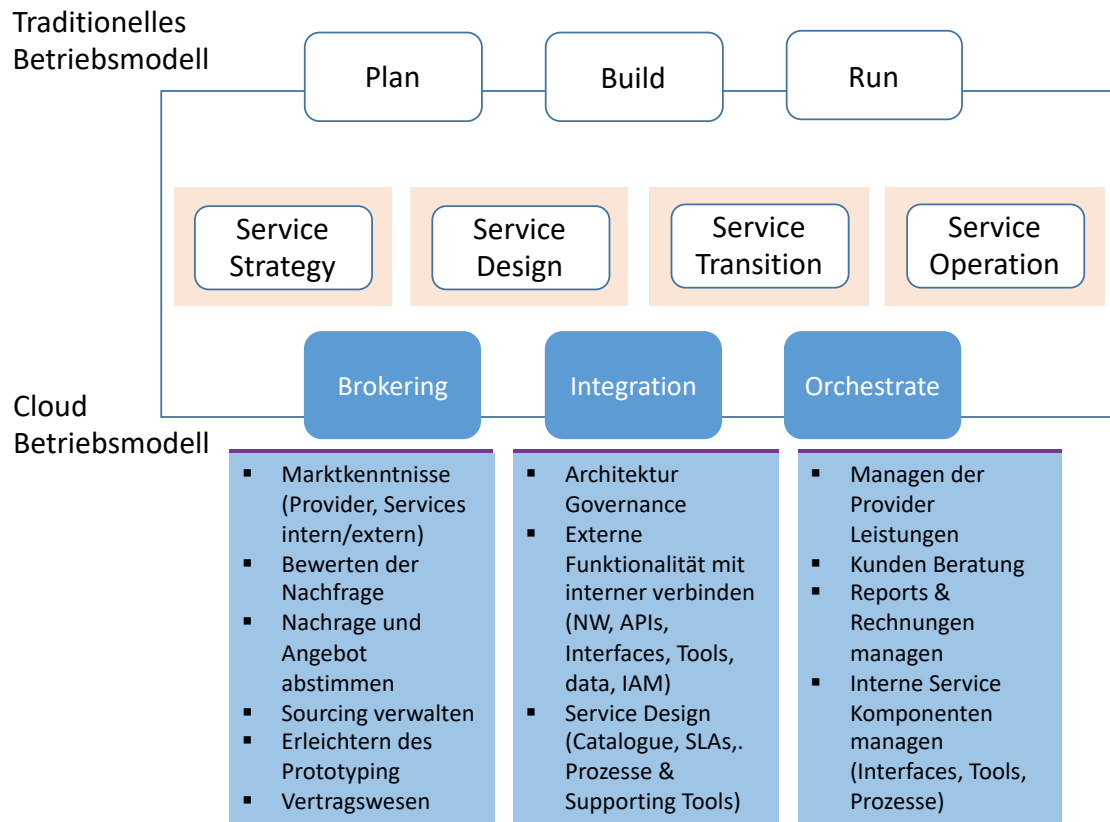 Traditionelles
Betriebsmodell
Plan
Build
Run
Service
Strategy
Service
Design
Service
Transition
Service
Operation
Cloud
Betriebsmodell
Brokering
Integration
Orchestrate
▪ Marktkenntnisse
(Provider, Services
intern/extern)
▪ Bewerten der
Nachfrage
▪ Nachrage und
Angebot
abstimmen
▪ Sourcing verwalten
▪ Erleichtern des
Prototyping
▪ Vertragswesen
▪ Architektur
Governance
▪ Externe
Funktionalität mit
interner verbinden
(NW, APIs,
Interfaces, Tools,
data, IAM)
▪ Service Design
(Catalogue, SLAs,.
Prozesse &
Supporting Tools)
▪ Managen der
Provider
Leistungen
▪ Kunden Beratung
▪ Reports &
Rechnungen
managen
▪ Interne Service
Komponenten
managen
(Interfaces, Tools,
Prozesse)